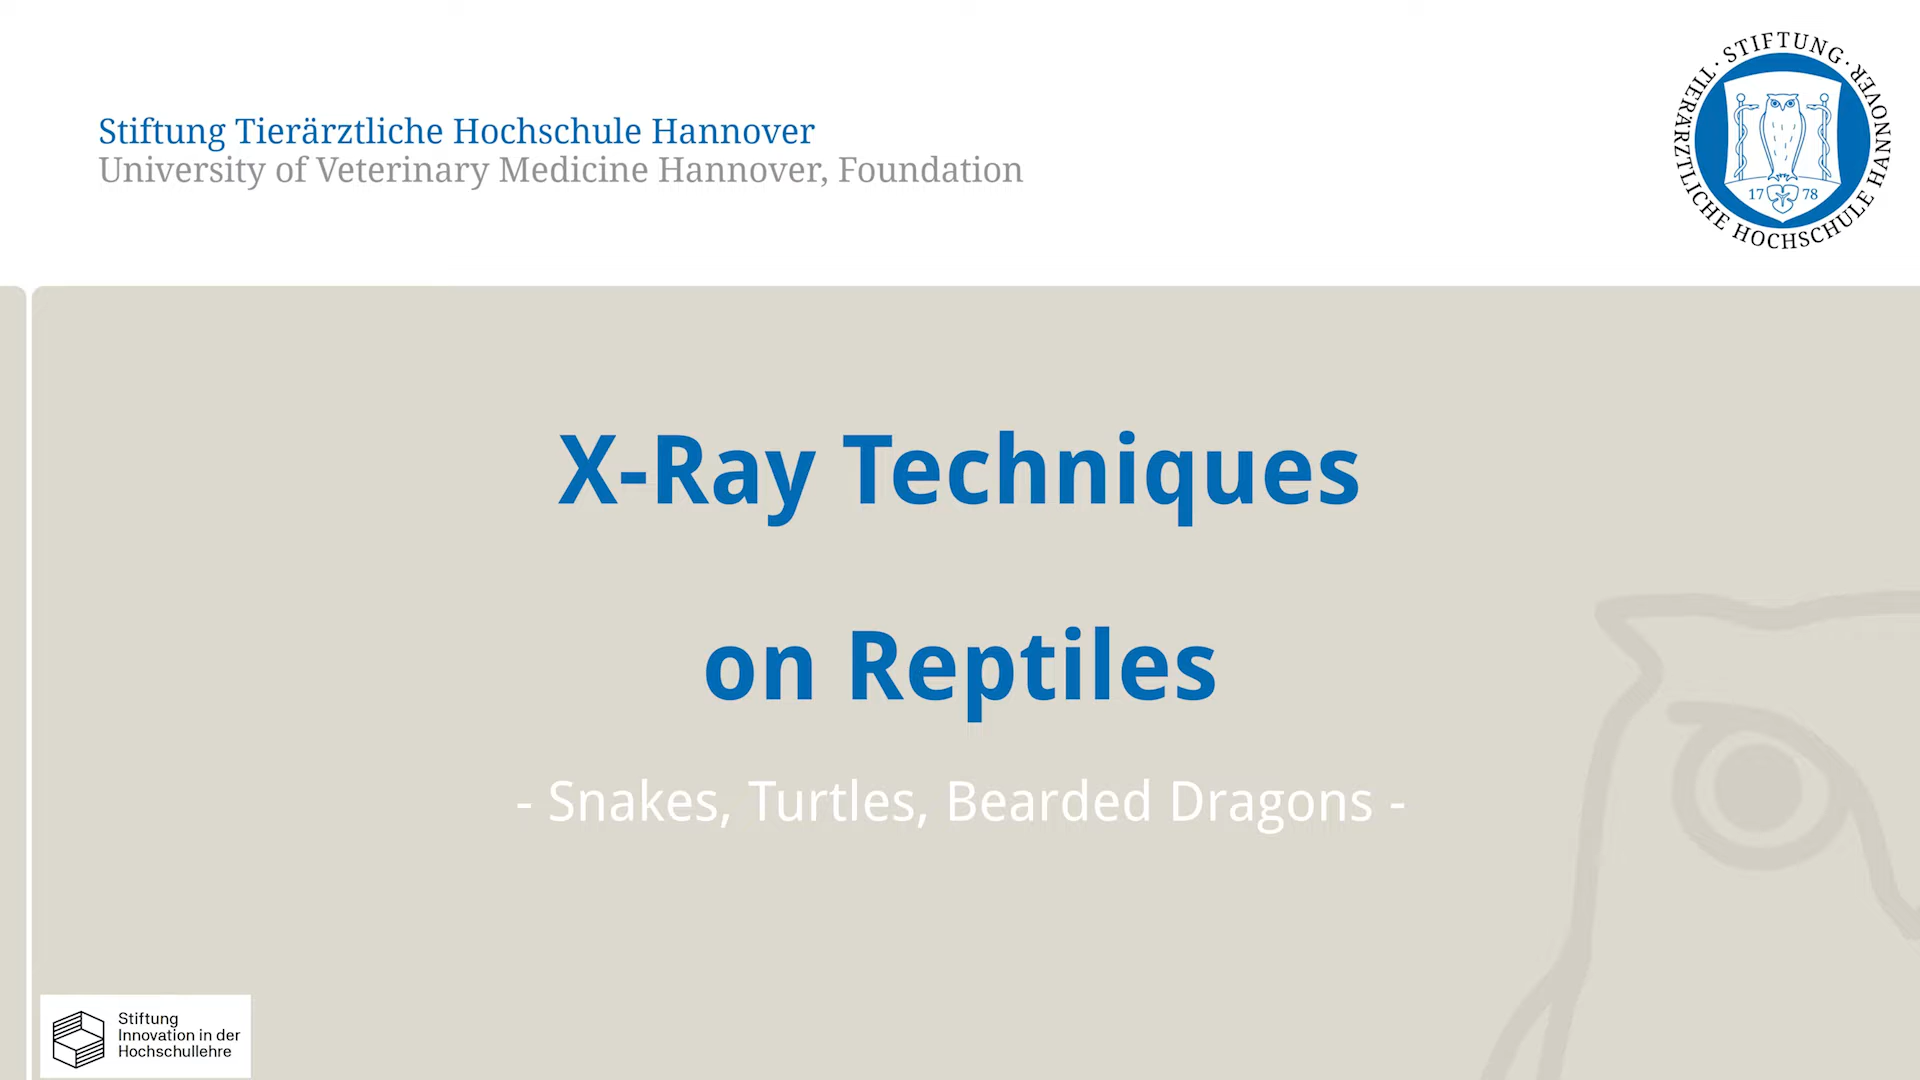 Stiftung Tierärztliche Hochschule Hannover
University of Veterinary Medicine Hannover, Foundation
· STIFTUNG · TIERÄRZTLICHE HOCHSCHULE HANNOVER
17 78
X-Ray Techniques
on Reptiles
- Snakes, Turtles, Bearded Dragons -
Stiftung
Innovation in der
Hochschullehre